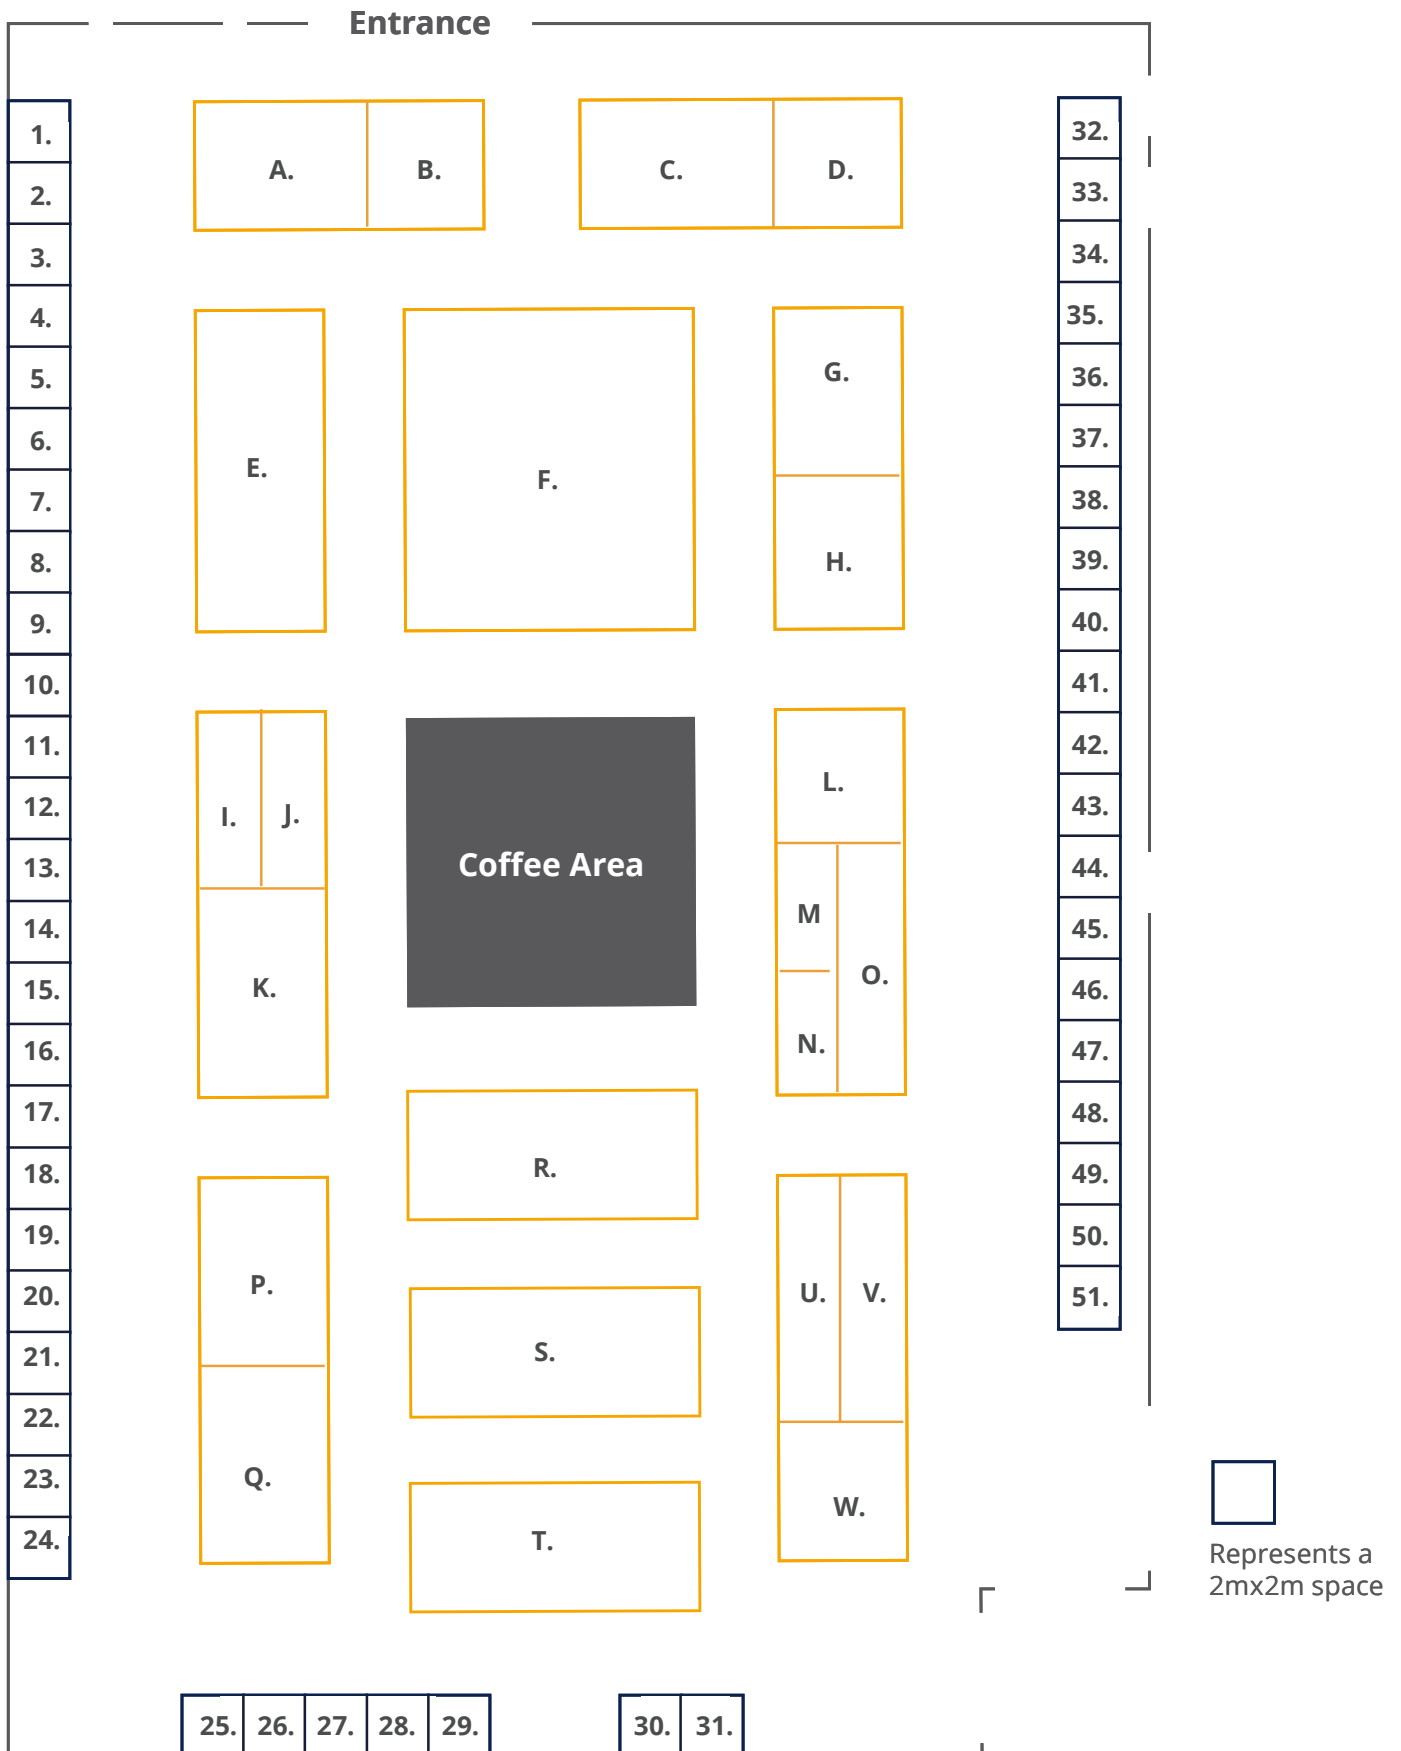 Entrance
1.
2.
3.
4.
5.
6.
7.
8.
9.
10.
11.
12.
13.
14.
15.
16.
17.
18.
19.
20.
21.
22.
23.
24.
A.
B.
C.
D.
E.
F.
G.
H.
I.
J.
K.
Coffee Area
L.
M
N.
O.
P.
Q.
R.
S.
T.
U.
V.
W.
25.
26.
27.
28.
29.
30.
31.
32.
33.
34.
35.
36.
37.
38.
39.
40.
41.
42.
43.
44.
45.
46.
47.
48.
49.
50.
51.
Represents a
2mx2m space